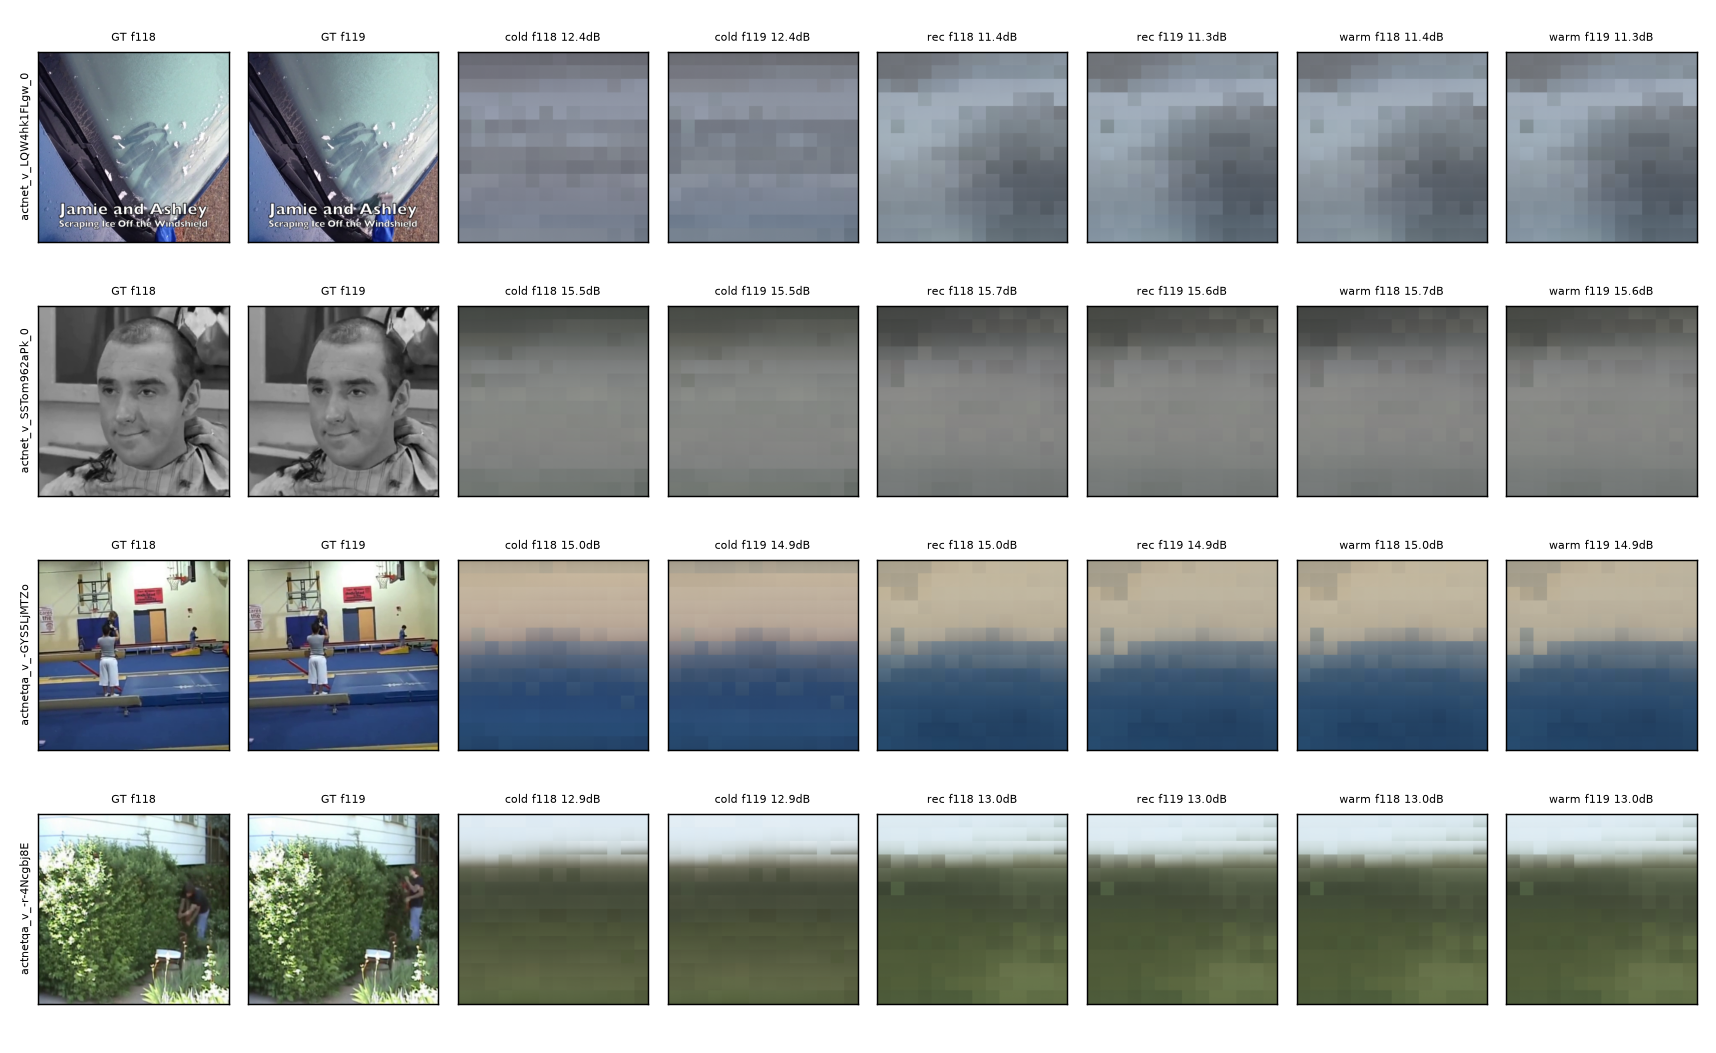 GT f118
GT f119
cold f118 12.4dB
cold f119 12.4dB
rec f118 11.4dB
rec f119 11.3dB
warm f118 11.4dB
warm f119 11.3dB
actnet_v_LQW4hk1FLgw_0
Jamie and Ashley
Scraping Ice Off the Windshield
Jamie and Ashley
Scraping Ice Off the Windshield
GT f118
GT f119
cold f118 15.5dB
cold f119 15.5dB
rec f118 15.7dB
rec f119 15.6dB
warm f118 15.7dB
warm f119 15.6dB
actnet_v_SSTom962aPk_0
GT f118
GT f119
cold f118 15.0dB
cold f119 14.9dB
rec f118 15.0dB
rec f119 14.9dB
warm f118 15.0dB
warm f119 14.9dB
actnetqa_v_-GYS5LjMTZo
GT f118
GT f119
cold f118 12.9dB
cold f119 12.9dB
rec f118 13.0dB
rec f119 13.0dB
warm f118 13.0dB
warm f119 13.0dB
actnetqa_v_-r-4Ncgbj8E